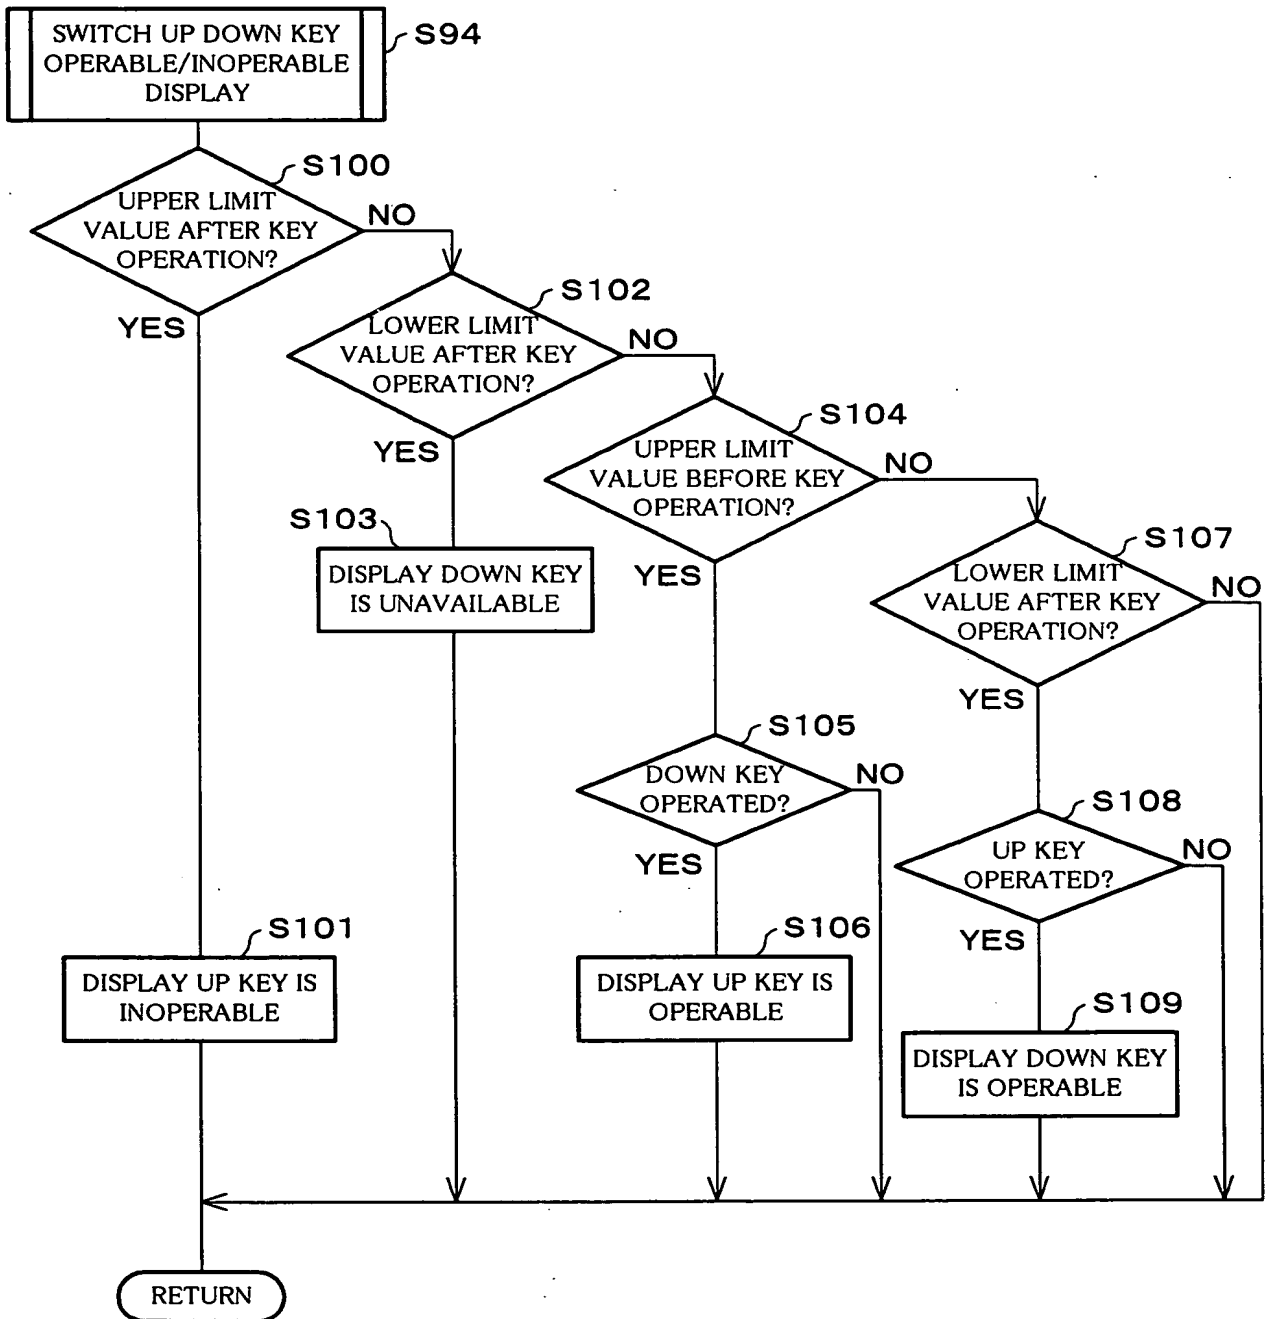 SWITCH UP DOWN KEY
OPERABLE/INOPERABLE
DISPLAY
S94
S100
UPPER LIMIT
VALUE AFTER KEY
OPERATION?
NO
YES
S102
LOWER LIMIT
VALUE AFTER KEY
OPERATION?
NO
YES
S103
DISPLAY DOWN KEY
IS UNAVAILABLE
S104
UPPER LIMIT
VALUE BEFORE KEY
OPERATION?
NO
YES
S107
LOWER LIMIT
VALUE AFTER KEY
OPERATION?
NO
YES
S105
DOWN KEY
OPERATED?
NO
YES
S108
UP KEY
OPERATED?
NO
YES
S101
DISPLAY UP KEY IS
INOPERABLE
S106
DISPLAY UP KEY IS
OPERABLE
S109
DISPLAY DOWN KEY
IS OPERABLE
RETURN